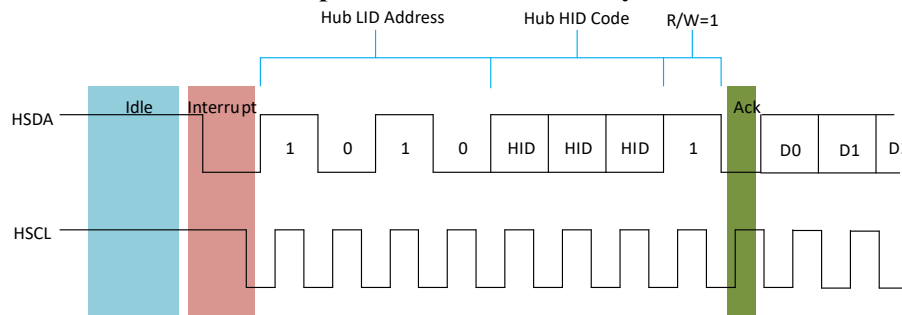 Hub LID Address Hub HID Code R/W=1
Idle Interrupt Ack
HSDA
1 0 1 0 HID HID HID 1 D0 D1
HSCL